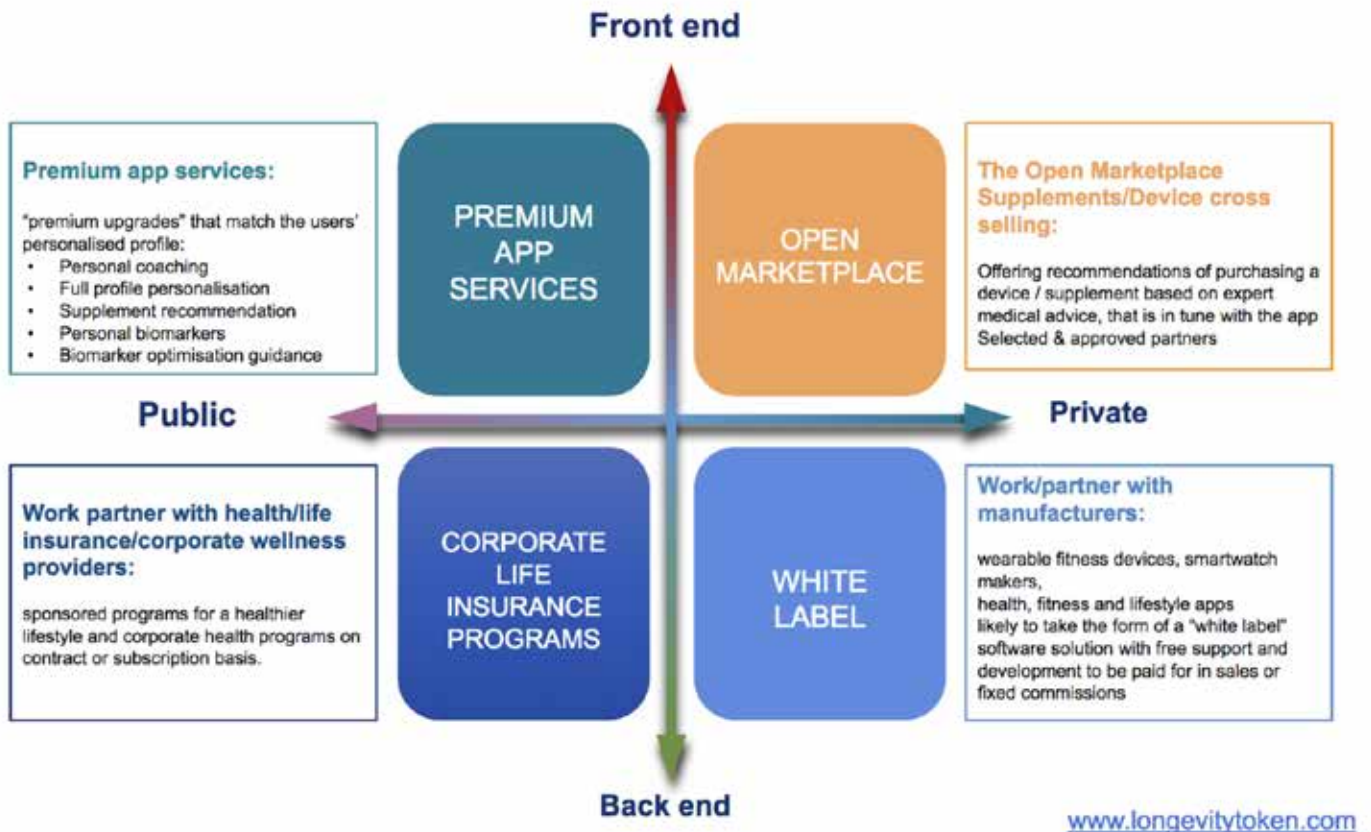 Front end
Premium app services:
“premium upgrades” that match the users’
personalised profile:
• Personal coaching
• Full profile personalisation
• Supplement recommendation
• Personal biomarkers
• Biomarker optimisation guidance
PREMIUM
APP
SERVICES
OPEN
MARKETPLACE
The Open Marketplace
Supplements/Device cross
selling:
Offering recommendations of purchasing a
device / supplement based on expert
medical advice, that is in tune with the app
Selected & approved partners
Public
Private
Work partner with health/life
insurance/corporate wellness
providers:
sponsored programs for a healthier
lifestyle and corporate health programs on
contract or subscription basis.
CORPORATE
LIFE
INSURANCE
PROGRAMS
WHITE
LABEL
Work/partner with
manufacturers:
wearable fitness devices, smartwatch
makers,
health, fitness and lifestyle apps
likely to take the form of a “white label”
software solution with free support and
development to be paid for in sales or
fixed commissions
Back end
www.longevitytoken.com